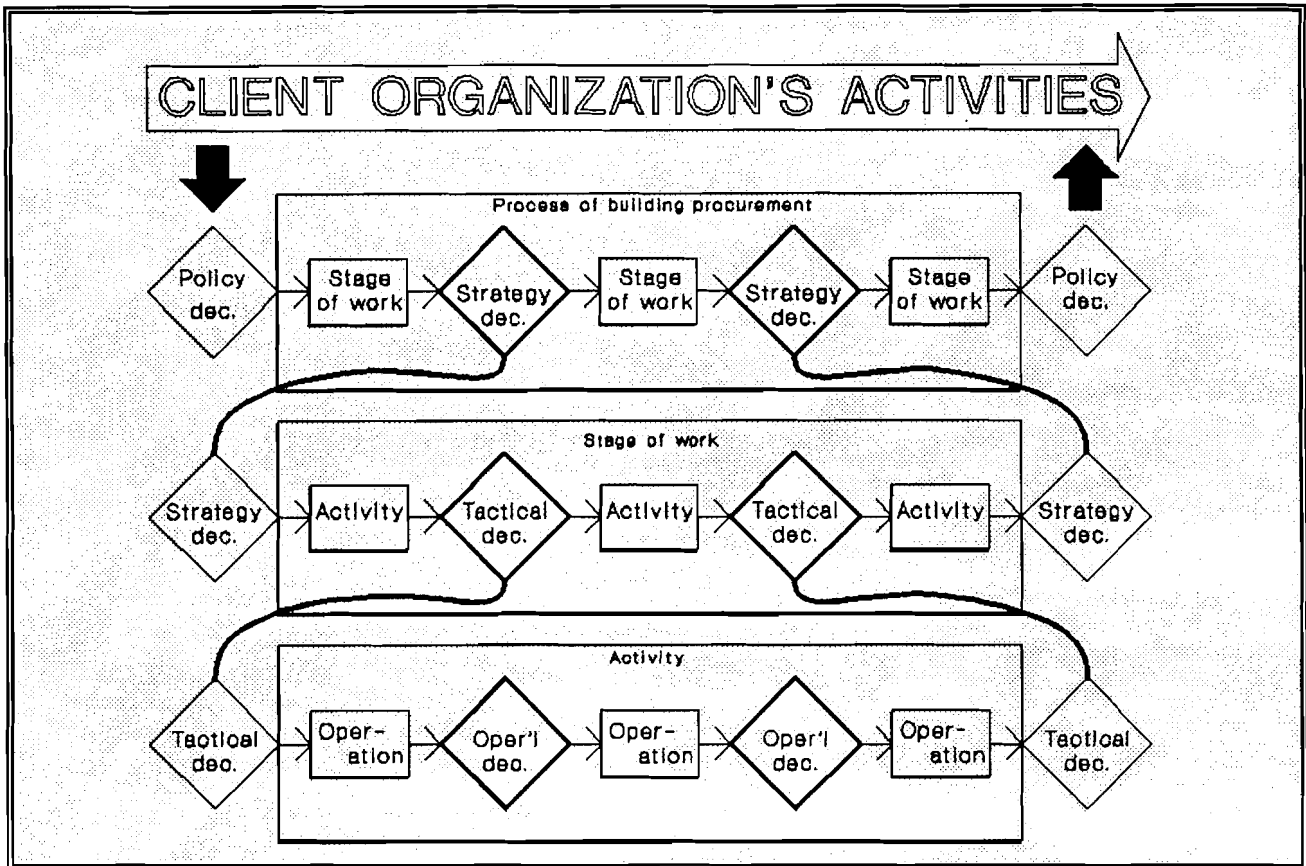 CLIENT ORGANIZATION'S ACTIVITIES
Process of building procurement
Policy
dec.
Stage
of work
Strategy
dec.
Stage
of work
Strategy
dec.
Stage
of work
Policy
dec.
Stage of work
Strategy
dec.
Activity
Tactical
dec.
Activity
Tactical
dec.
Activity
Strategy
dec.
Activity
Tactical
dec.
Oper-
ation
Oper'l
dec.
Oper-
ation
Oper'l
dec.
Oper-
ation
Tactical
dec.